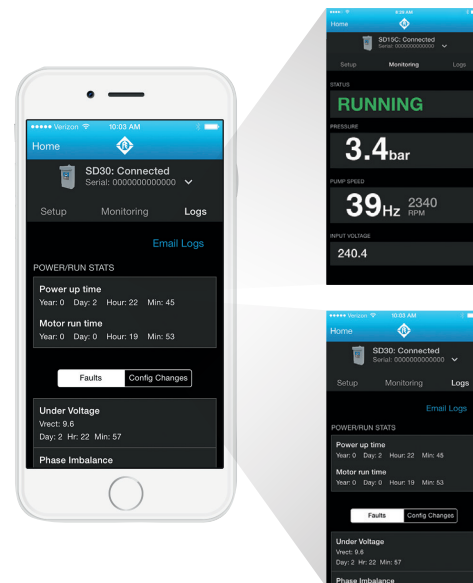 Verizon 10:03 AM
Home
SD30: Connected
Serial: 0000000000000
Setup Monitoring Logs
Email Logs
POWER/RUN STATS
Power up time
Year: 0 Day: 2 Hour: 22 Min: 45
Motor run time
Year: 0 Day: 0 Hour: 19 Min: 53
Faults Config Changes
Under Voltage
Vrect: 9.6
Day: 2 Hr: 22 Min: 57
Phase Imbalance
Home
SD15C: Connected
Serial: 0000000000000
Setup Monitoring Logs
STATUS
RUNNING
PRESSURE
3.4bar
PUMP SPEED
39Hz 2340
RPM
INPUT VOLTAGE
240.4
Verizon 10:03 AM
Home
SD30: Connected
Serial: 0000000000000
Setup Monitoring Logs
Email Logs
POWER/RUN STATS
Power up time
Year: 0 Day: 2 Hour: 22 Min: 45
Motor run time
Year: 0 Day: 0 Hour: 19 Min: 53
Faults Config Changes
Under Voltage
Vrect: 9.6
Day: 2 Hr: 22 Min: 57
Phase Imbalance